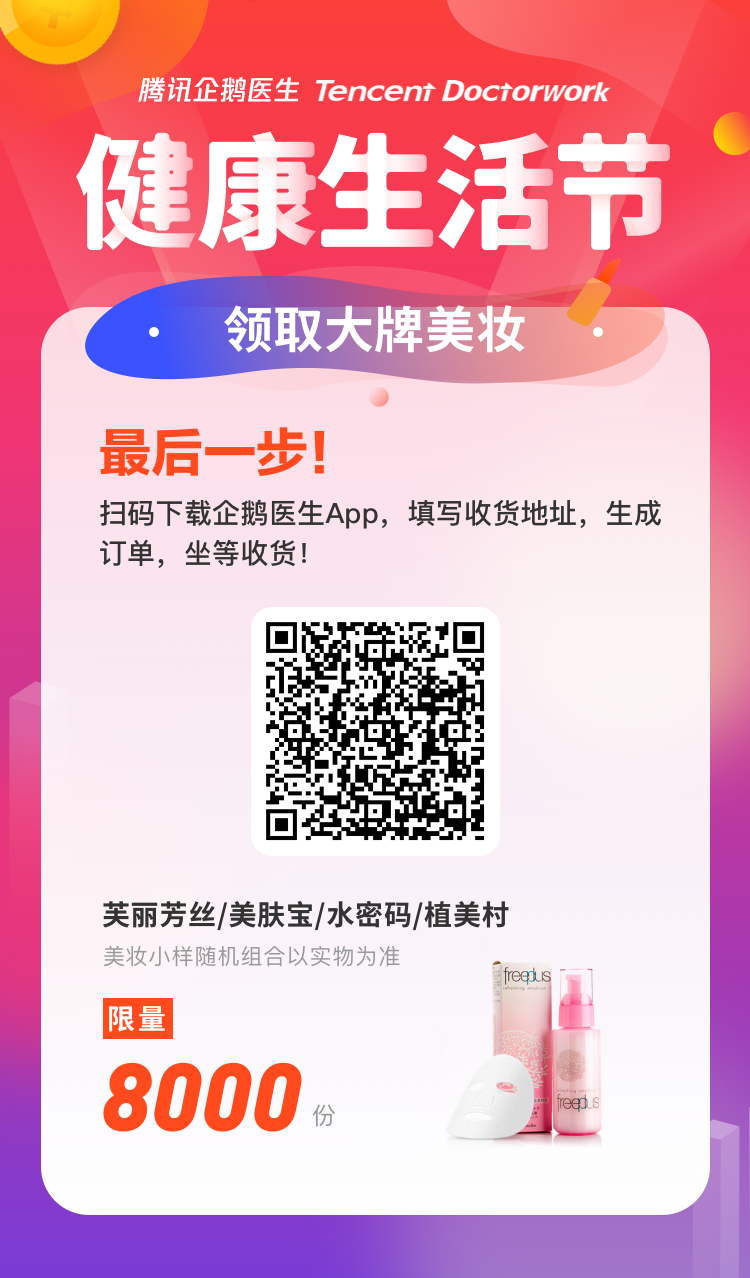 腾讯企鹅医生 Tencent Doctorwork
健康生活节
领取大牌美妆
最后一步！
扫码下载企鹅医生App，填写收货地址，生成
订单，坐等收货！
芙丽芳丝/美肤宝/水密码/植美村
美妆小样随机组合以实物为准
freeplus
限量
freeplus
8000 份